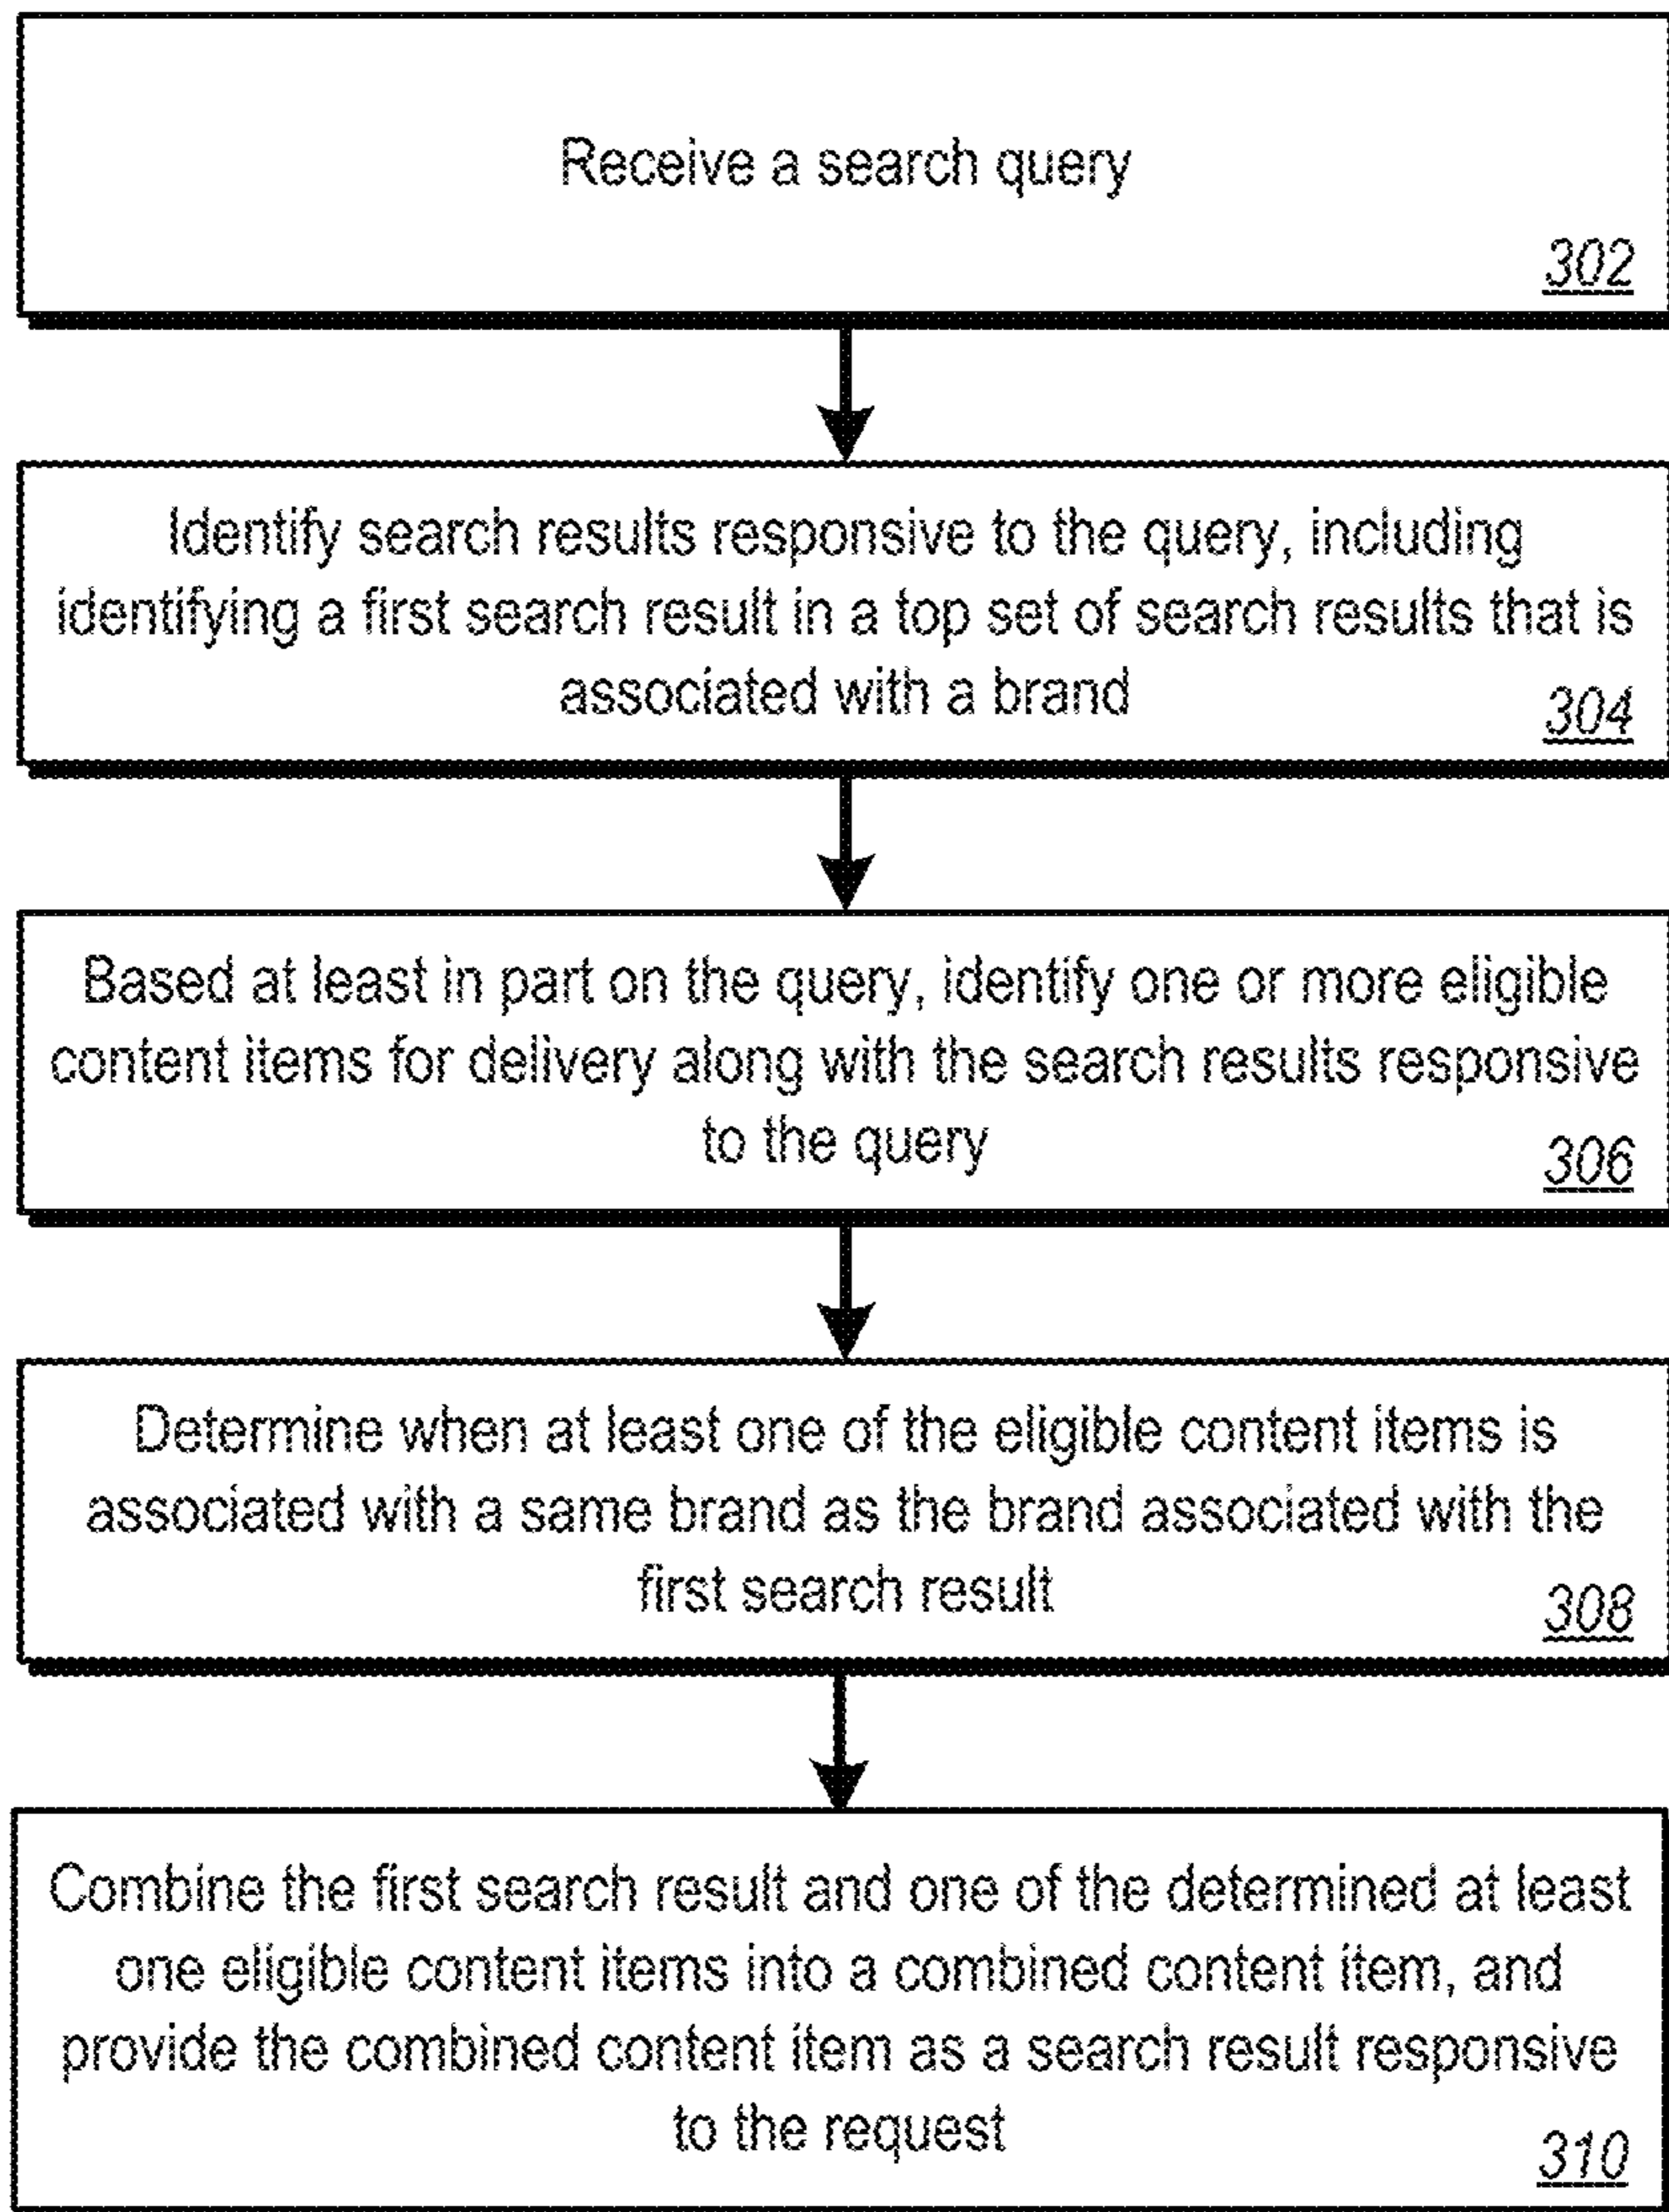 Receive a search query
302
Identify search results responsive to the query, including
identifying a first search result in a top set of search results that is
associated with a brand
304
Based at least in part on the query, identify one or more eligible
content items for delivery along with the search results responsive
to the query
306
Determine when at least one of the eligible content items is
associated with a same brand as the brand associated with the
first search result
308
Combine the first search result and one of the determined at least
one eligible content items into a combined content item, and
provide the combined content item as a search result responsive
to the request
310